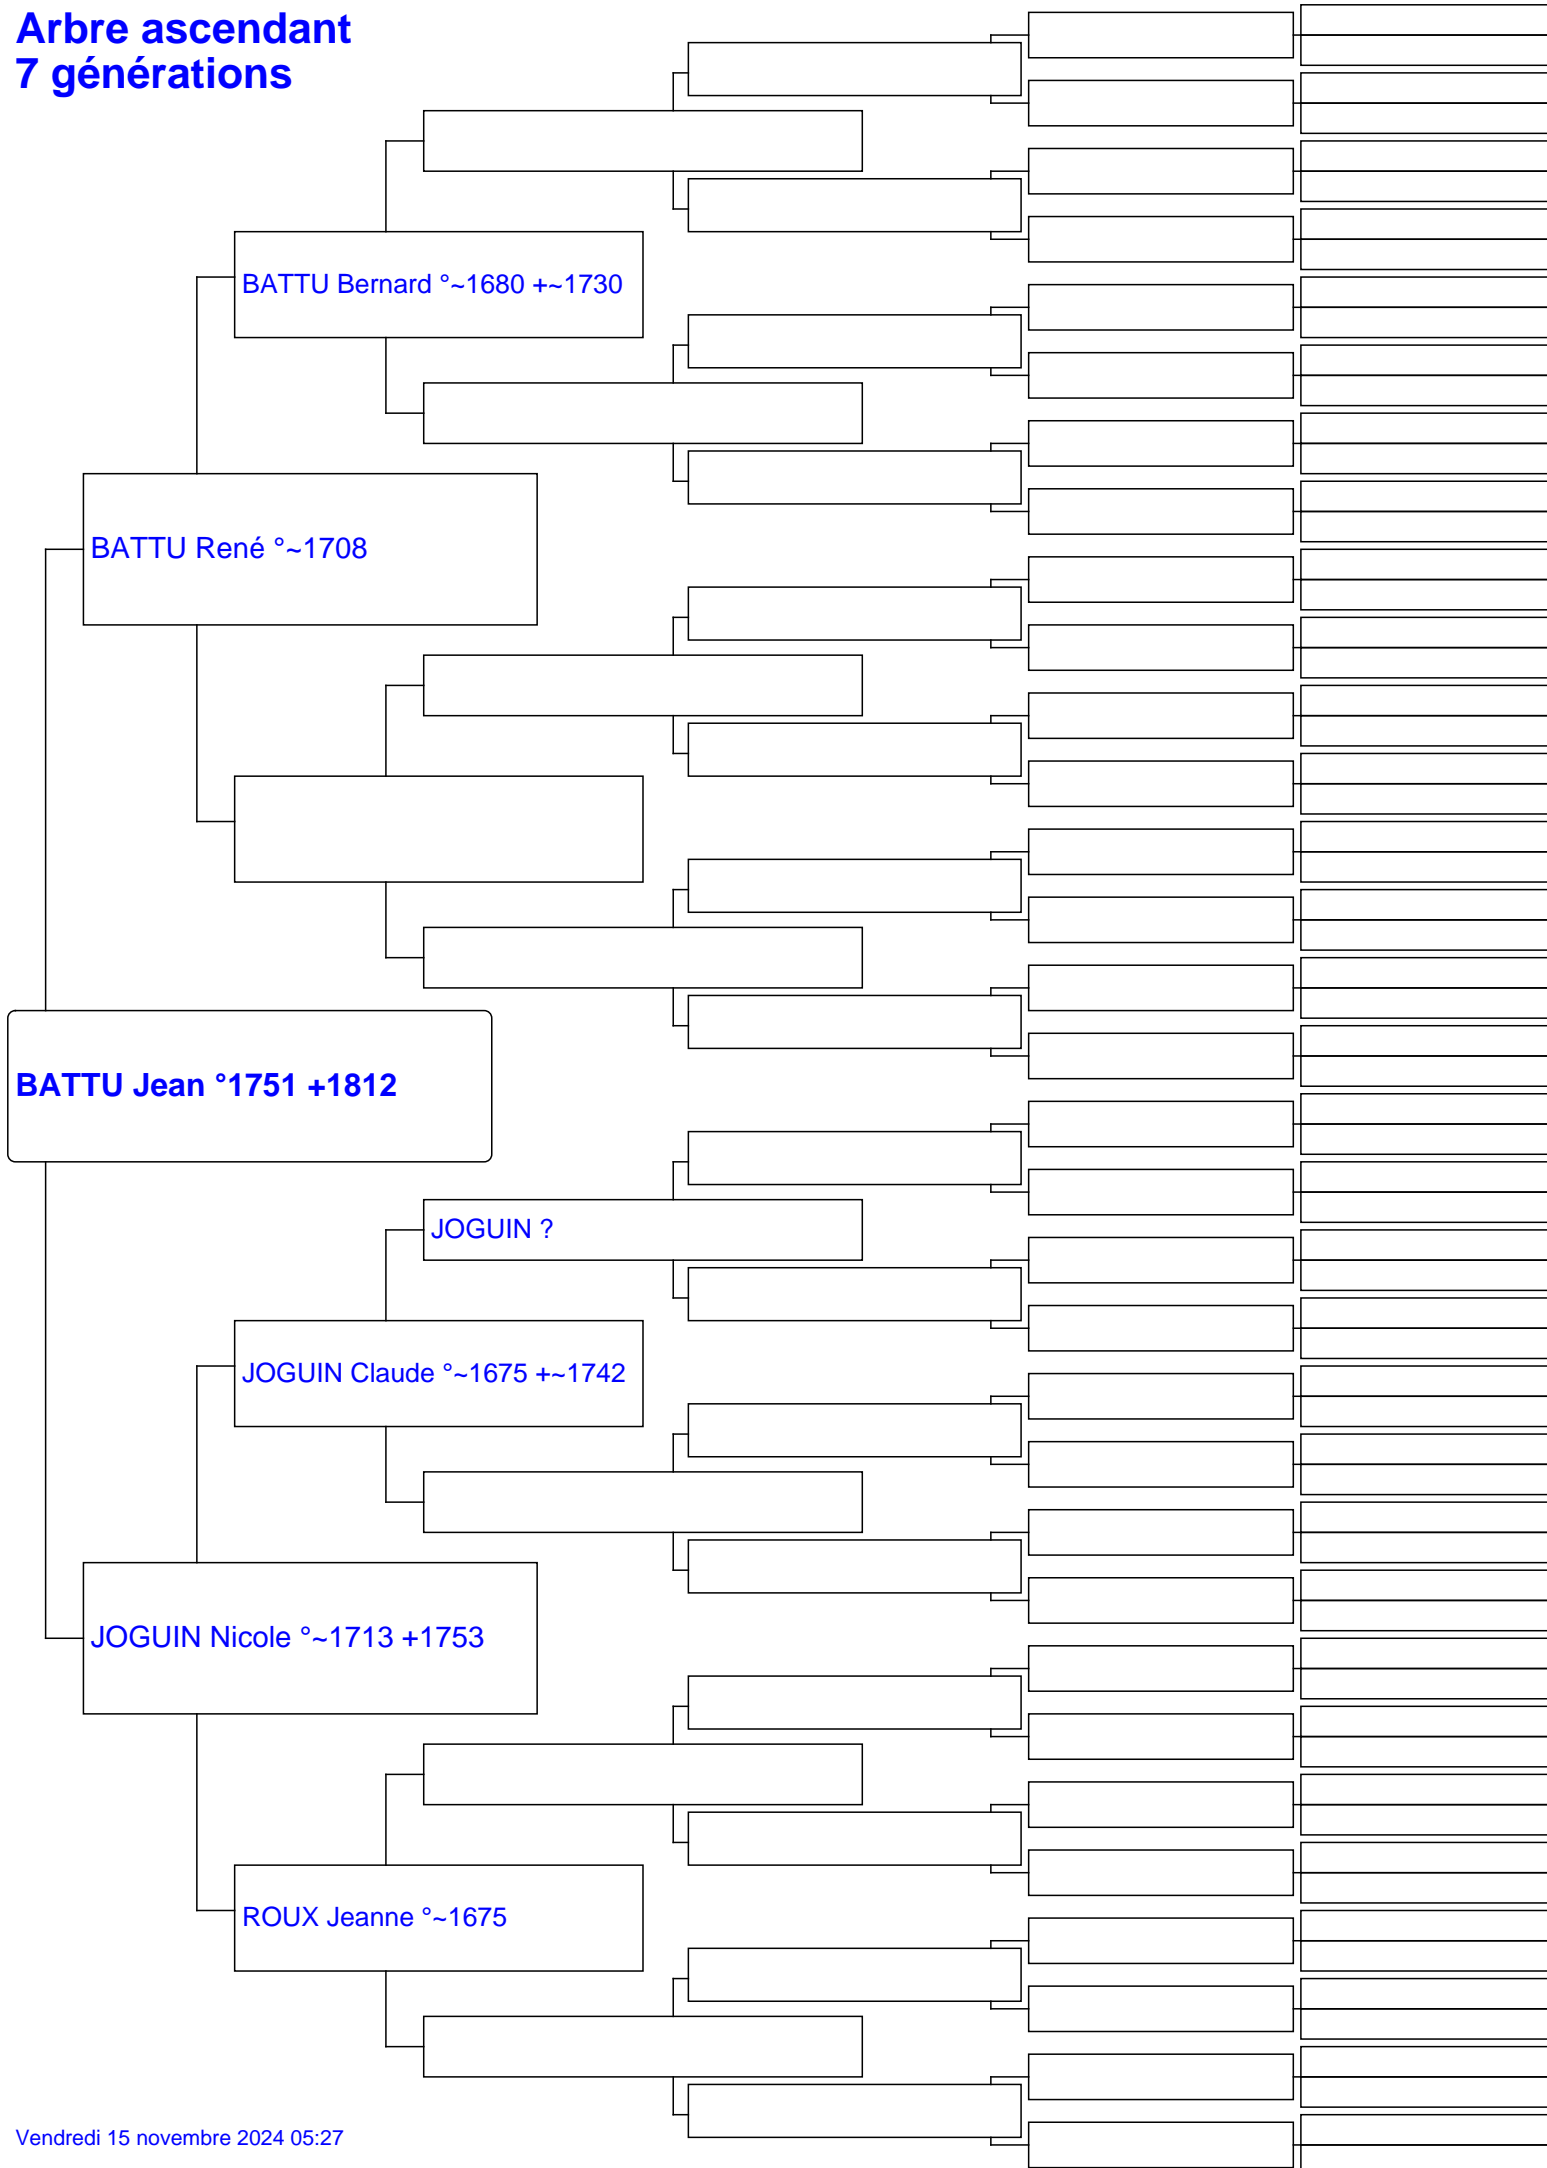 Arbre ascendant
7 générations
BATTU Bernard °~1680 +~1730
BATTU René °~1708
BATTU Jean °1751 +1812
JOGUIN ?
JOGUIN Claude °~1675 +~1742
JOGUIN Nicole °~1713 +1753
ROUX Jeanne °~1675
Vendredi 15 novembre 2024 05:27